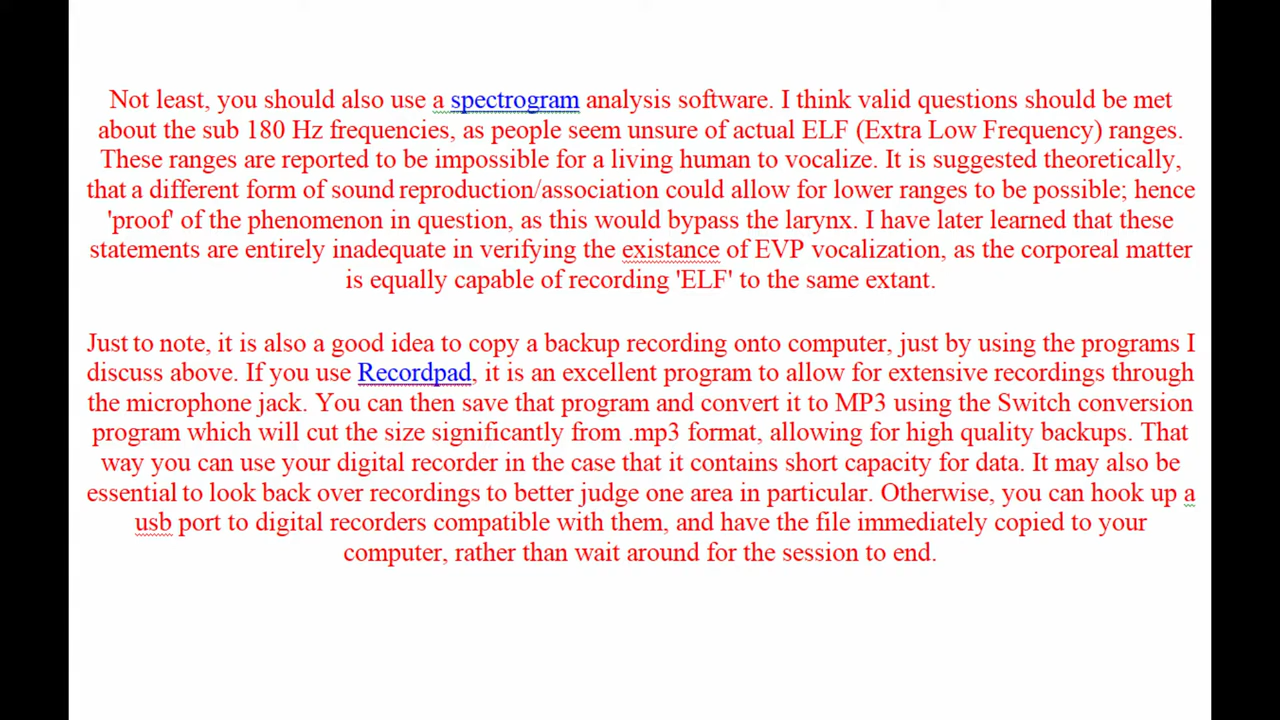 Not least, you should also use a spectrogram analysis software. I think valid questions should be met
about the sub 180 Hz frequencies, as people seem unsure of actual ELF (Extra Low Frequency) ranges.
These ranges are reported to be impossible for a living human to vocalize. It is suggested theoretically,
that a different form of sound reproduction/association could allow for lower ranges to be possible; hence
'proof' of the phenomenon in question, as this would bypass the larynx. I have later learned that these
statements are entirely inadequate in verifying the existance of EVP vocalization, as the corporeal matter
is equally capable of recording 'ELF' to the same extant.
Just to note, it is also a good idea to copy a backup recording onto computer, just by using the programs I
discuss above. If you use Recordpad, it is an excellent program to allow for extensive recordings through
the microphone jack. You can then save that program and convert it to MP3 using the Switch conversion
program which will cut the size significantly from .mp3 format, allowing for high quality backups. That
way you can use your digital recorder in the case that it contains short capacity for data. It may also be
essential to look back over recordings to better judge one area in particular. Otherwise, you can hook up a
usb port to digital recorders compatible with them, and have the file immediately copied to your
computer, rather than wait around for the session to end.